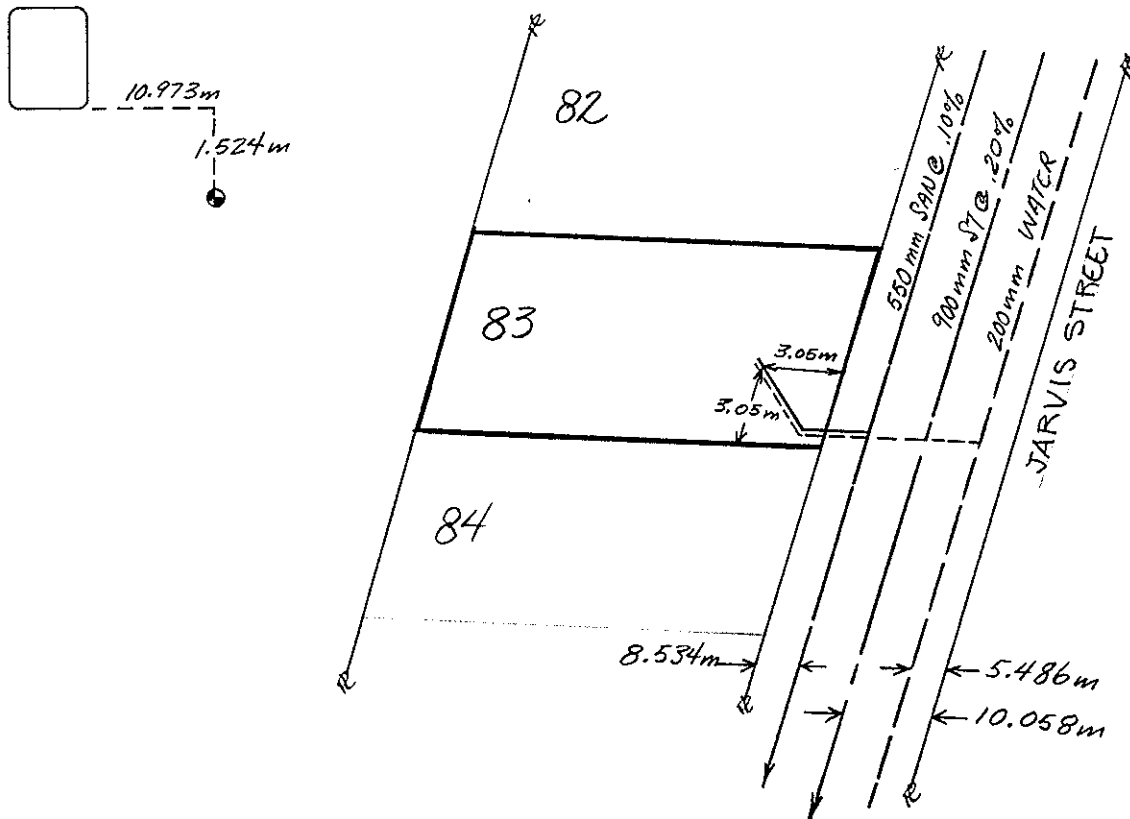 10.973m
1.524m
82
83
84
550mm SAN@ .10%
900mm ST @ .20%
200mm WATER
JARVIS STREET
3.05m
3.05m
8.534m
5.486m
10.058m